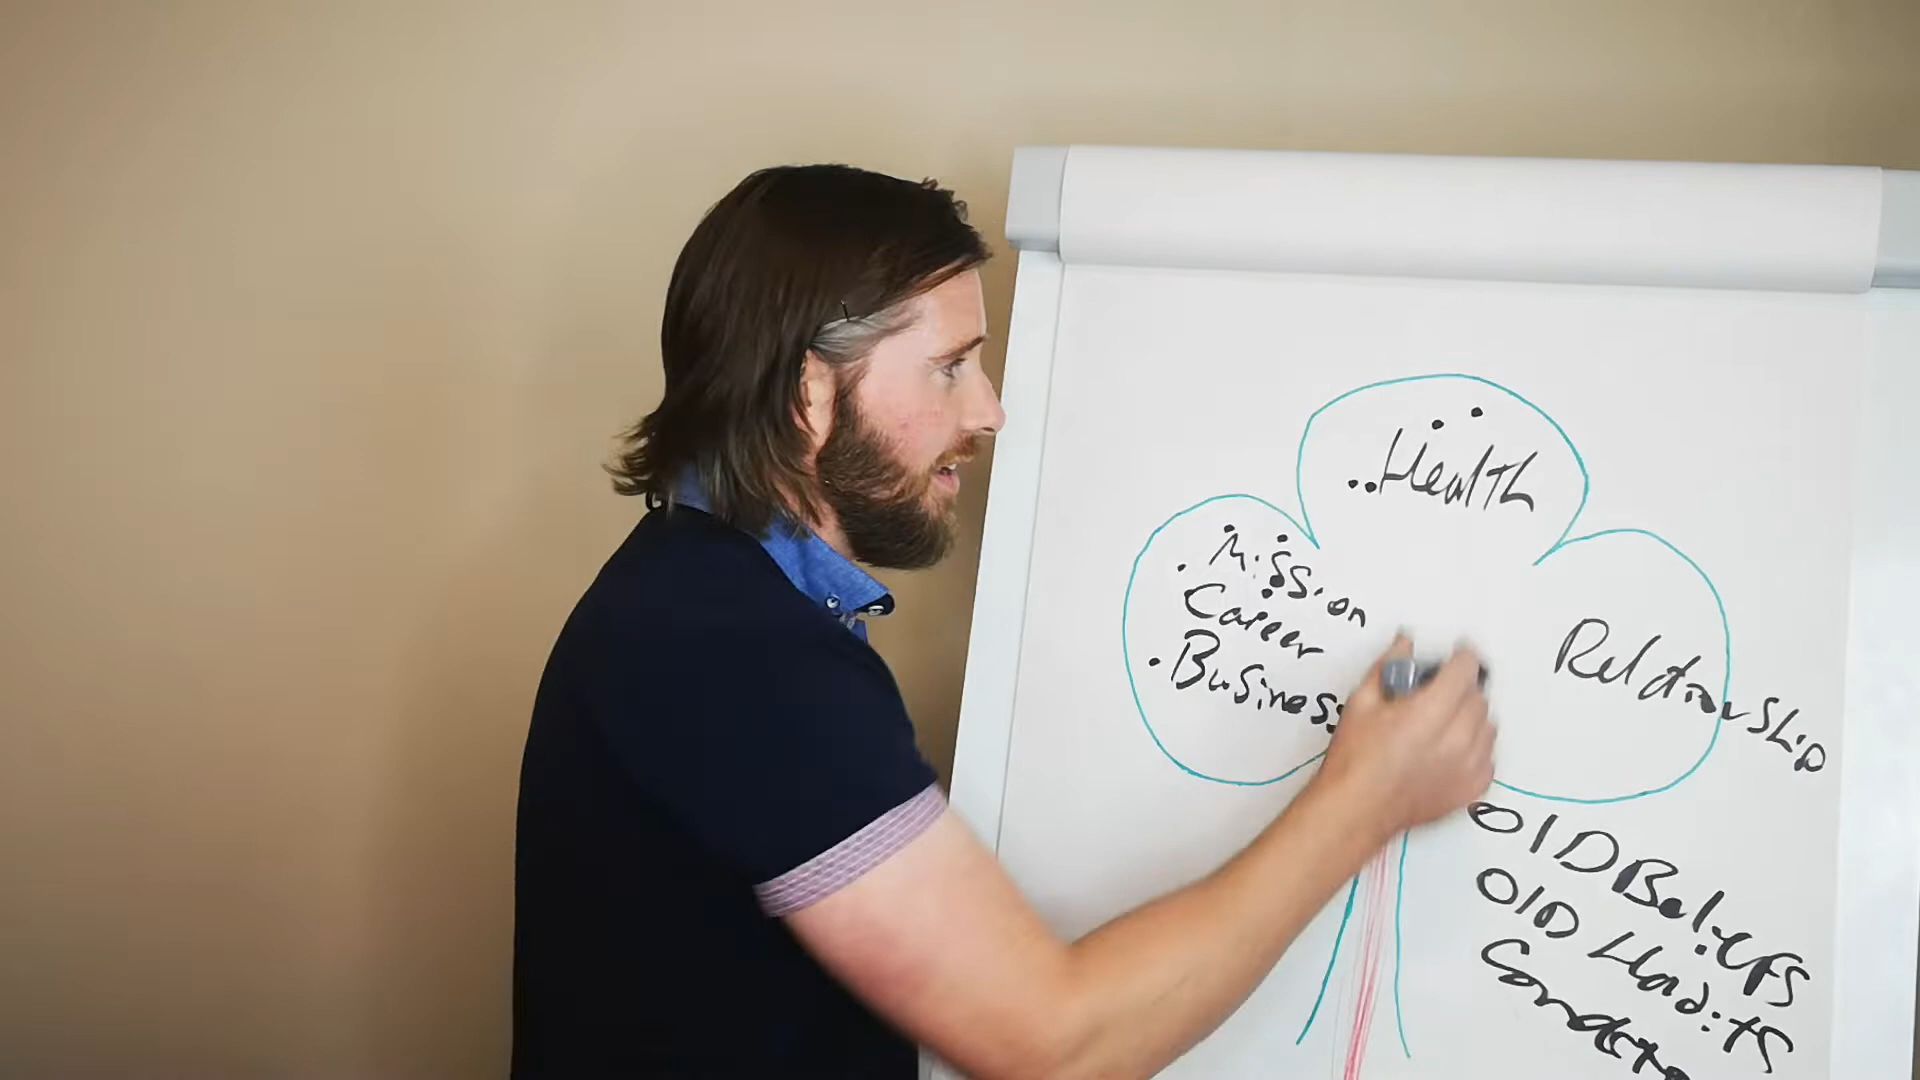 Health
Mission
Career
Business
Relationship
OlD Beliefs
OlD Habits